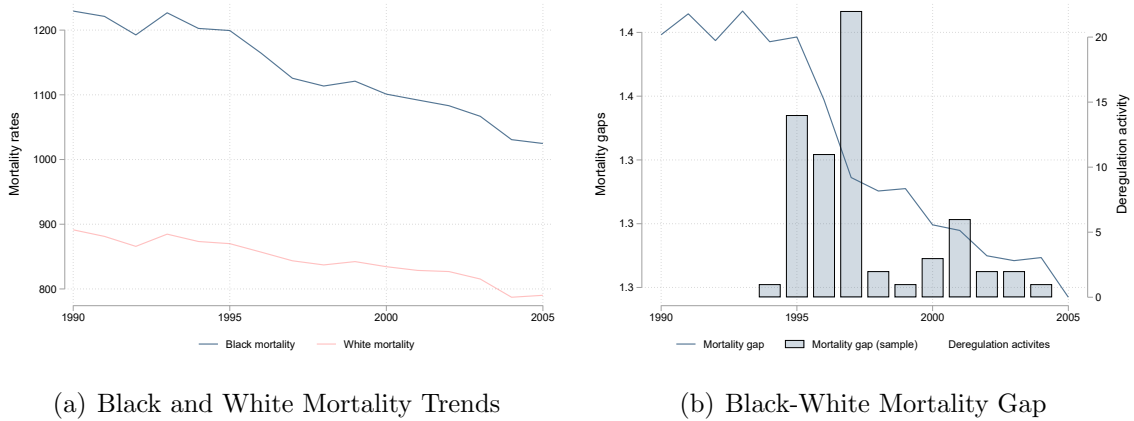 1200
1100
1000
900
800
Mortality rates
1990
1995
2000
2005
Black mortality
White mortality
1.4
1.4
1.3
1.3
1.3
Mortality gaps
20
15
10
5
0
Deregulation activity
1990
1995
2000
2005
Mortality gap
Mortality gap (sample)
Deregulation activites
(a) Black and White Mortality Trends
(b) Black-White Mortality Gap